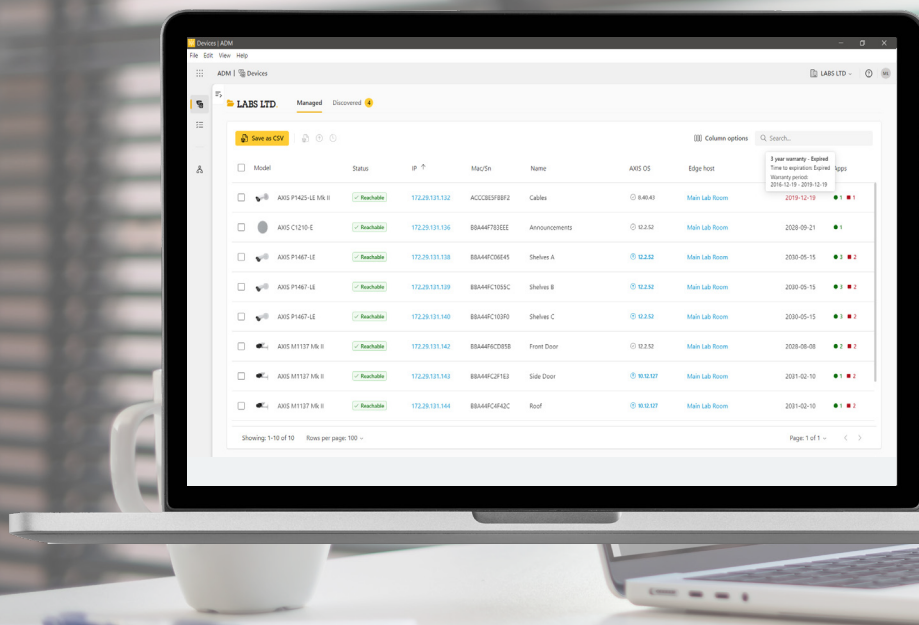 Devices | ADM
File Edit View Help
ADM | Devices LABS LTD
LABS LTD. Managed Discovered 4
Save as CSV Column options Search...
3 year warranty - Expired
Time to expiration: Expired
Warranty period:
2016-12-19 - 2019-12-19
Model Status IP Mac/Sn Name AXIS OS Edge host Apps
AXIS P1425-LE Mk II Reachable 172.29.131.132 Cables 8.40.43 Main Lab Room 2019-12-19 1 1
AXIS C1210-E Reachable 172.29.131.136 B8A44F783EEE Announcements 12.2.52 Main Lab Room 2028-09-21 1
AXIS P1467-LE Reachable 172.29.131.138 B8A44FC06E45 Shelves A 12.2.52 Main Lab Room 2030-05-15 3 2
AXIS P1467-LE Reachable 172.29.131.139 B8A44FC1055C Shelves B 12.2.52 Main Lab Room 2030-05-15 3 2
AXIS P1467-LE Reachable 172.29.131.140 B8A44FC103F0 Shelves C 12.2.52 Main Lab Room 2030-05-15 3 2
AXIS M1137 Mk II Reachable 172.29.131.142 B8A44F6CD85B Front Door 12.2.52 Main Lab Room 2028-08-08 2 2
AXIS M1137 Mk II Reachable 172.29.131.143 B8A44FC2F1E3 Side Door 10.12.127 Main Lab Room 2031-02-10 1 2
AXIS M1137 Mk II Reachable 172.29.131.144 B8A44FC4F42C Roof 10.12.127 Main Lab Room 2031-02-10 1 2
Showing: 1-10 of 10 Rows per page: 100 Page: 1 of 1